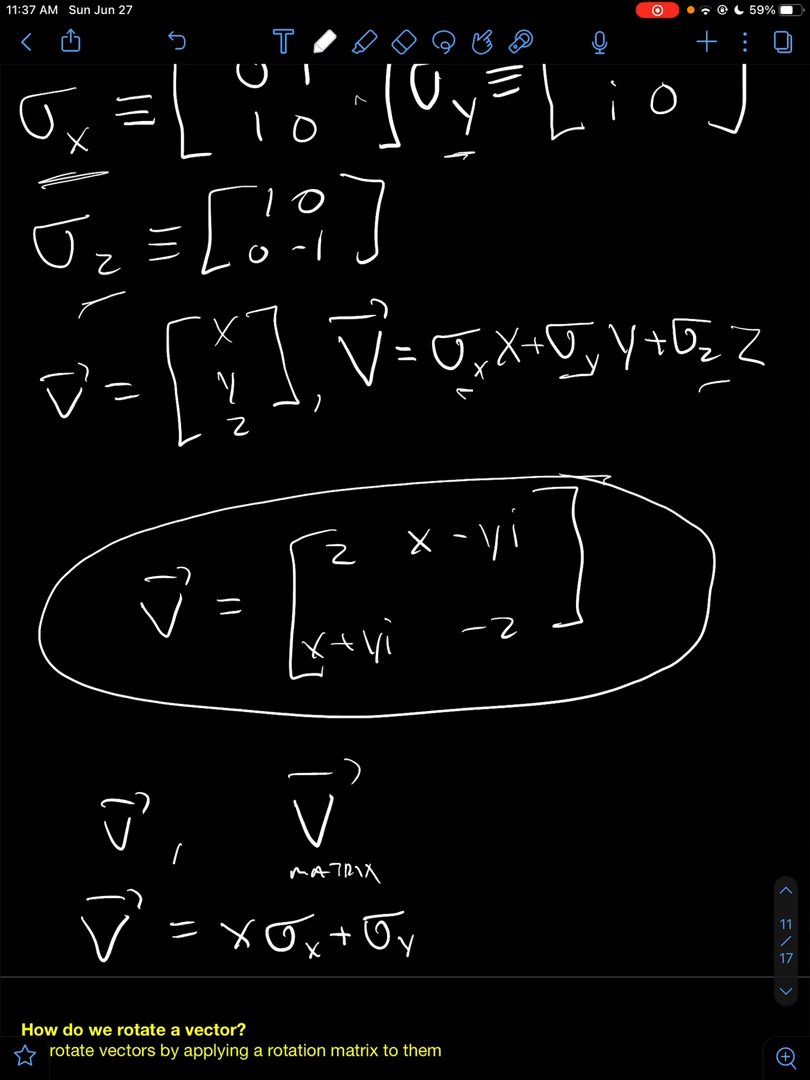 11:37 AM Sun Jun 27 59%
T
σx ≡ [ 0 1 σy ≡ [
1 0 ] i 0 ]
σz ≡ [ 1 0
0 -1 ]
v = [ x
y
z ] , V = σx X + σy Y + σz Z
V = [ z x - yi
x + yi -z ]
v , V
MATRIX
V = x σx + σy
11
/
17
How do we rotate a vector?
rotate vectors by applying a rotation matrix to them